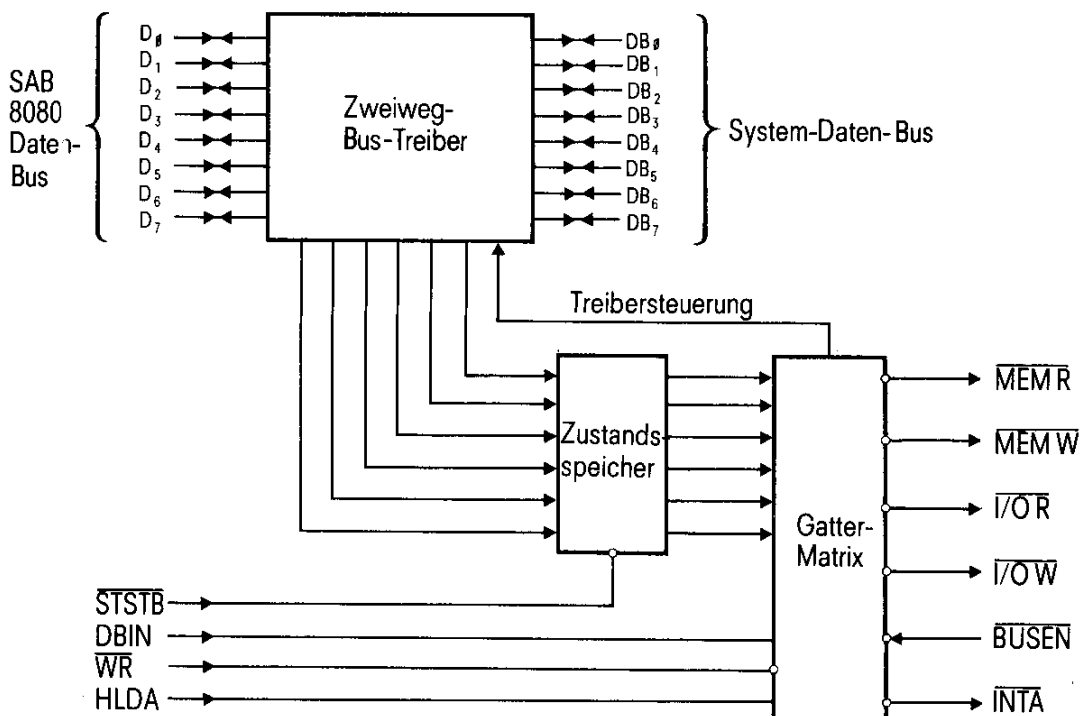 SAB
8080
Daten-
Bus
D0
D1
D2
D3
D4
D5
D6
D7
Zweiweg-
Bus-Treiber
DB0
DB1
DB2
DB3
DB4
DB5
DB6
DB7
System-Daten-Bus
Treibersteuerung
Zustands-
speicher
Gatter-
Matrix
MEM R
MEM W
I/O R
I/O W
BUSEN
INTA
STSTB
DBIN
WR
HLDA